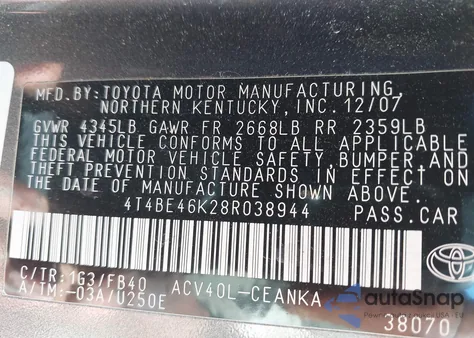 MFD.BY:TOYOTA MOTOR MANUFACTURING,
NORTHERN KENTUCKY,INC.12/07
GVWR 4345LB GAWR FR 2668LB RR 2359LB
THIS VEHICLE CONFORMS TO ALL APPLICABLE
FEDERAL MOTOR VEHICLE SAFETY,BUMPER,AND
THEFT PREVENTION STANDARDS IN EFFECT ON
THE DATE OF MANUFACTURE SHOWN ABOVE.
4T4BE46K28R038944 PASS.CAR
C/TR:1G3/FB40 ACV40L-CEANKA
A/TM:-03A/U250E
autoSnap
38070